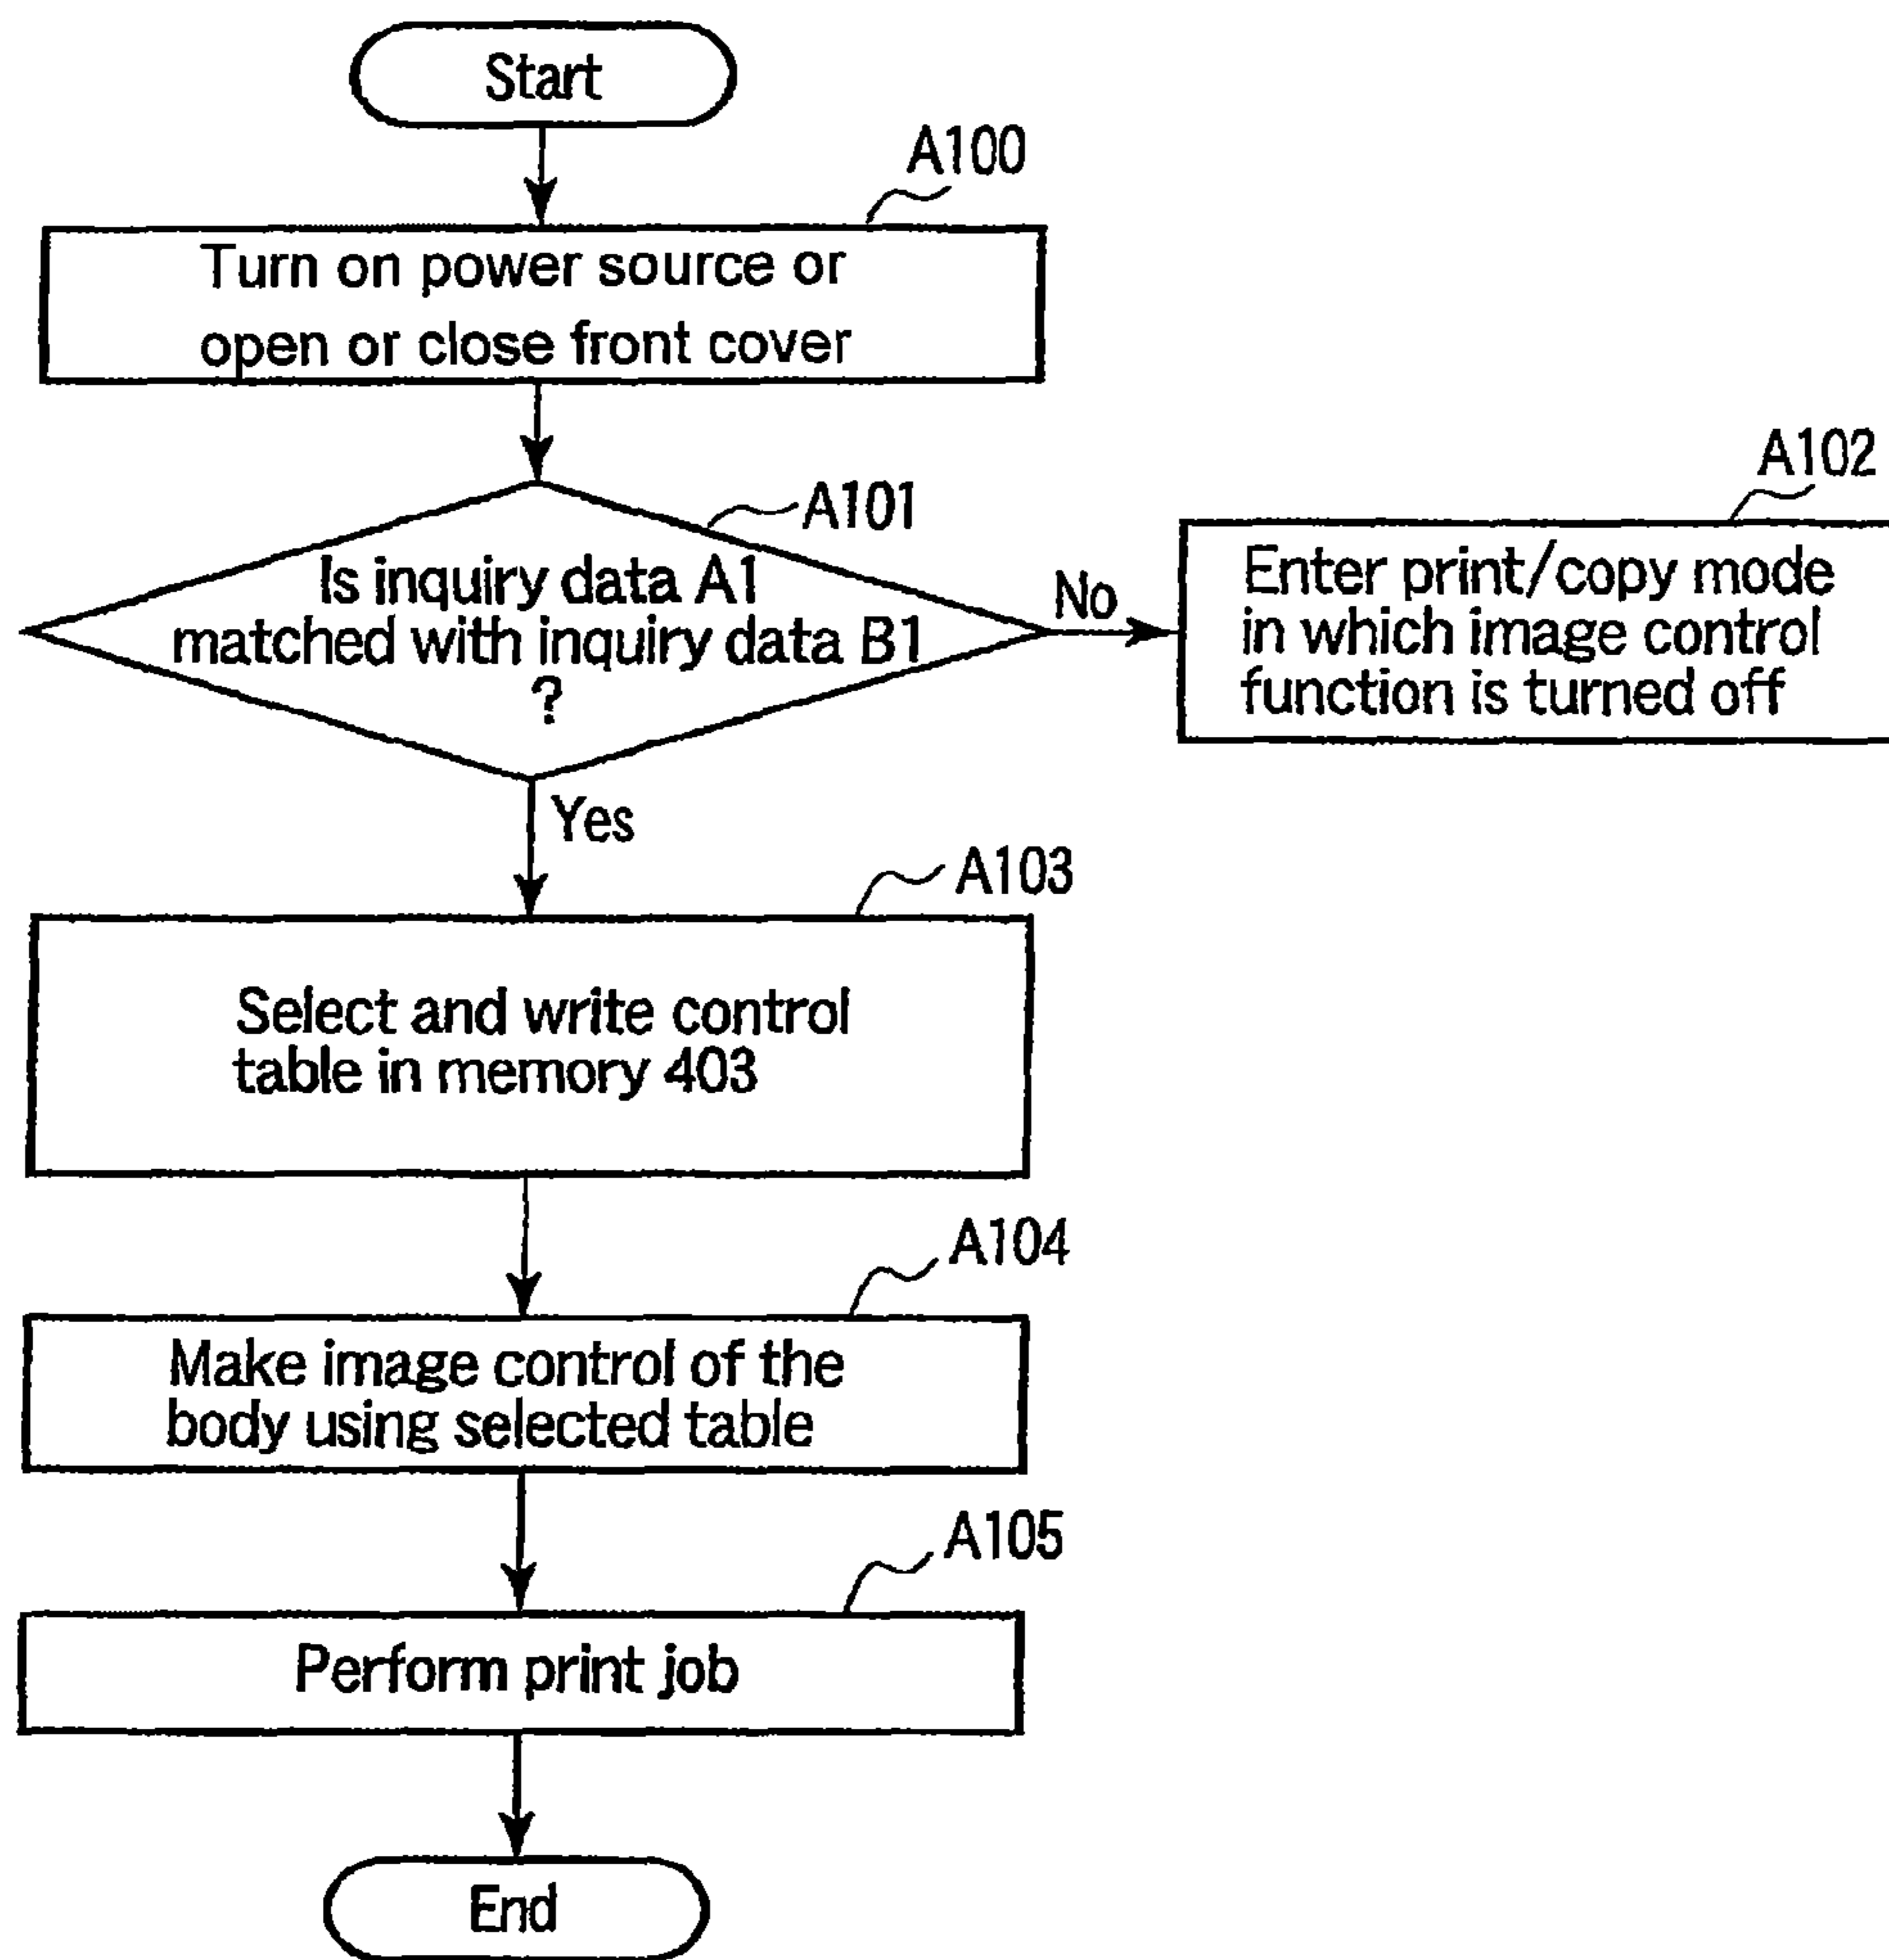 Start
A100
Turn on power source or
open or close front cover
A101
Is inquiry data A1
matched with inquiry data B1
?
No
A102
Enter print/copy mode
in which image control
function is turned off
Yes
A103
Select and write control
table in memory 403
A104
Make image control of the
body using selected table
A105
Perform print job
End